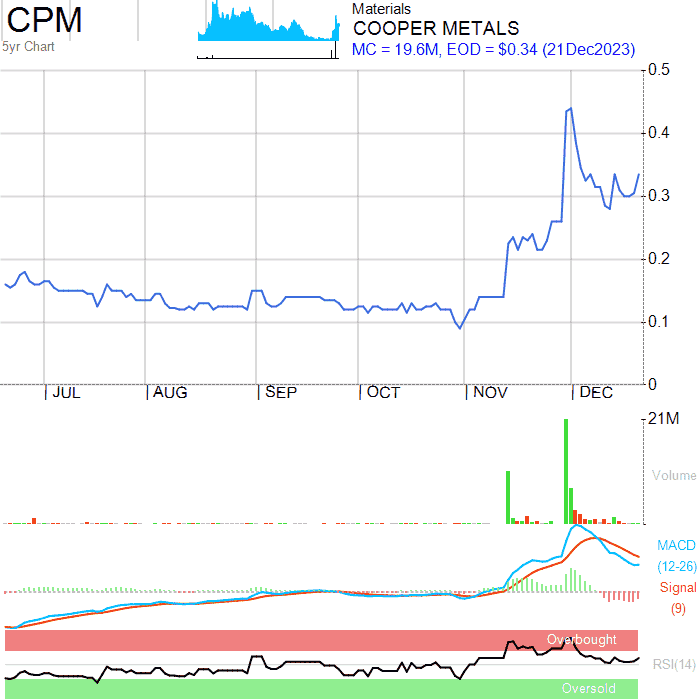 CPM
5yr Chart
Materials
COOPER METALS
MC = 19.6M, EOD = $0.34 (21Dec2023)
0.5
0.4
0.3
0.2
0.1
0
JUL AUG SEP OCT NOV DEC
21M
Volume
MACD
(12-26)
Signal
(9)
Overbought
RSI(14)
Oversold